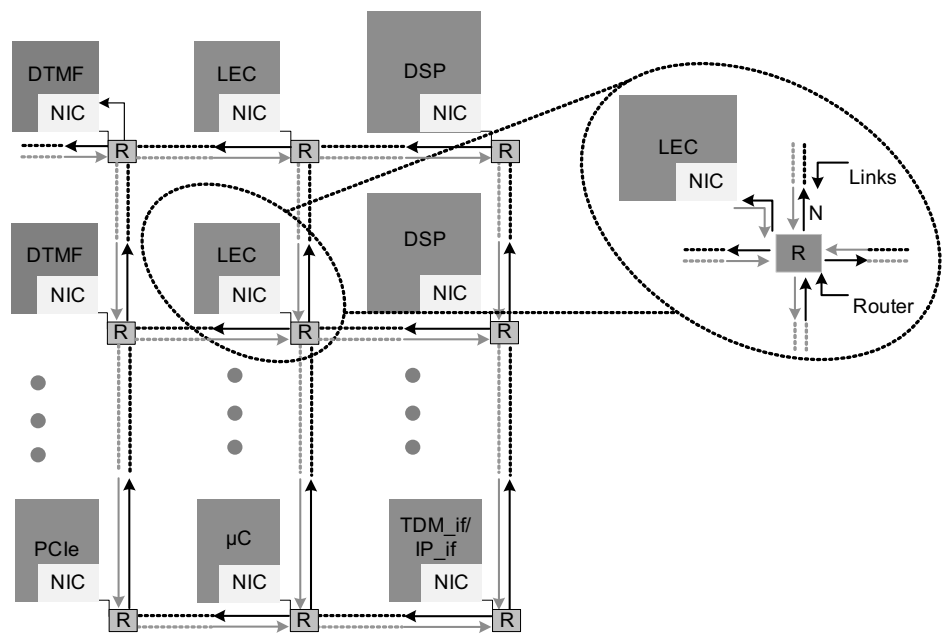 DTMF
NIC
R
LEC
NIC
R
DSP
NIC
R
DTMF
NIC
R
LEC
NIC
R
DSP
NIC
R
PCIe
NIC
R
µC
NIC
R
TDM_if/
IP_if
NIC
R
LEC
NIC
Links
N
R
Router